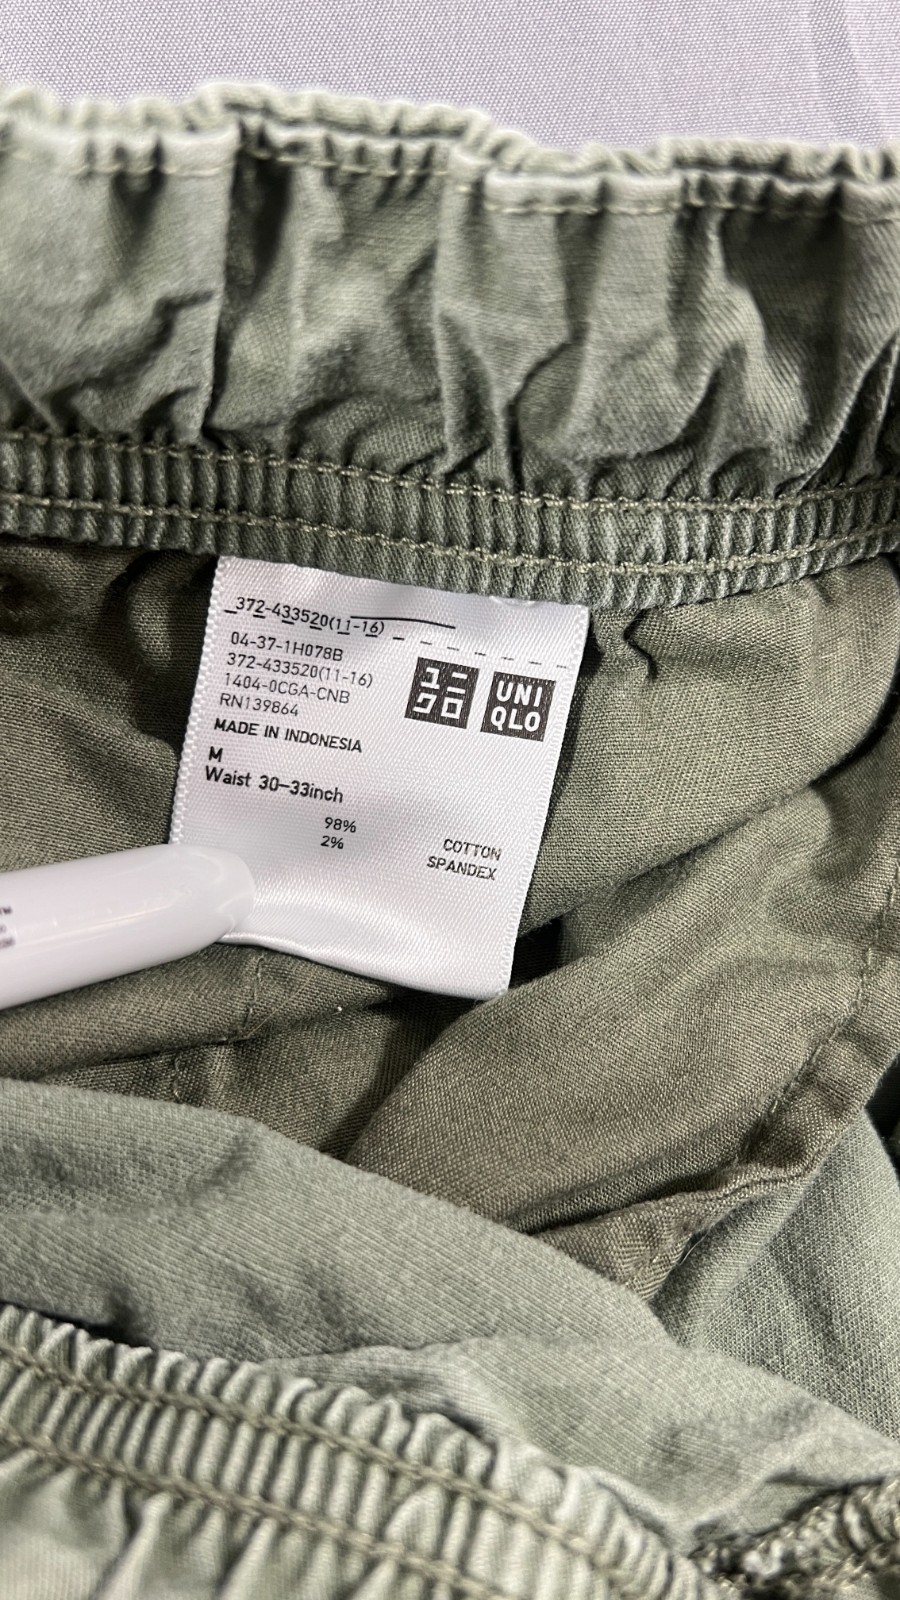 372-433520(11-16)
04-37-1H078B
372-433520(11-16)
1404-0CGA-CNB
RN139864
ユニ
クロ
UNI
QLO
MADE IN INDONESIA
M
Waist 30–33inch
98% COTTON
2% SPANDEX